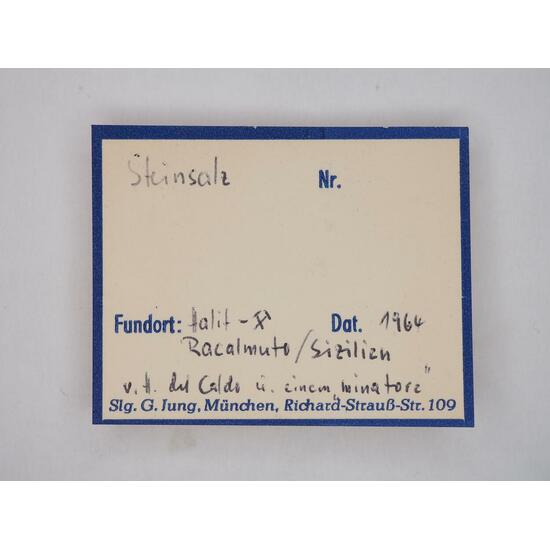 Steinsalz Nr.
Fundort: Halit - X Dat. 1964
Racalmuto/Sizilien
v. H. del Caldo u. einem "minatore"
Slg. G. Jung, München, Richard-Strauß-Str. 109